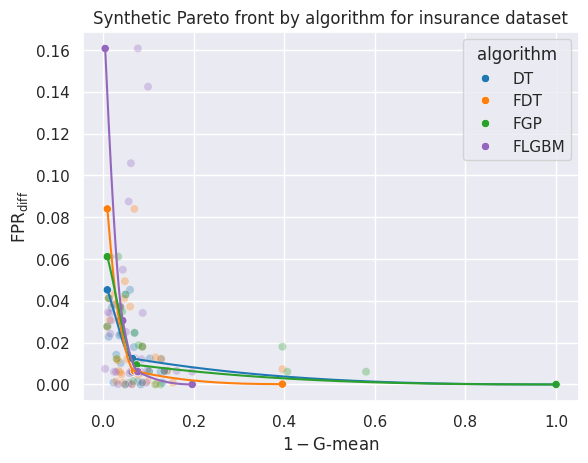 Synthetic Pareto front by algorithm for insurance dataset
algorithm
DT
FDT
FGP
FLGBM
0.16
0.14
0.12
0.10
0.08
0.06
0.04
0.02
0.00
FPR_diff
0.0 0.2 0.4 0.6 0.8 1.0
1 − G-mean